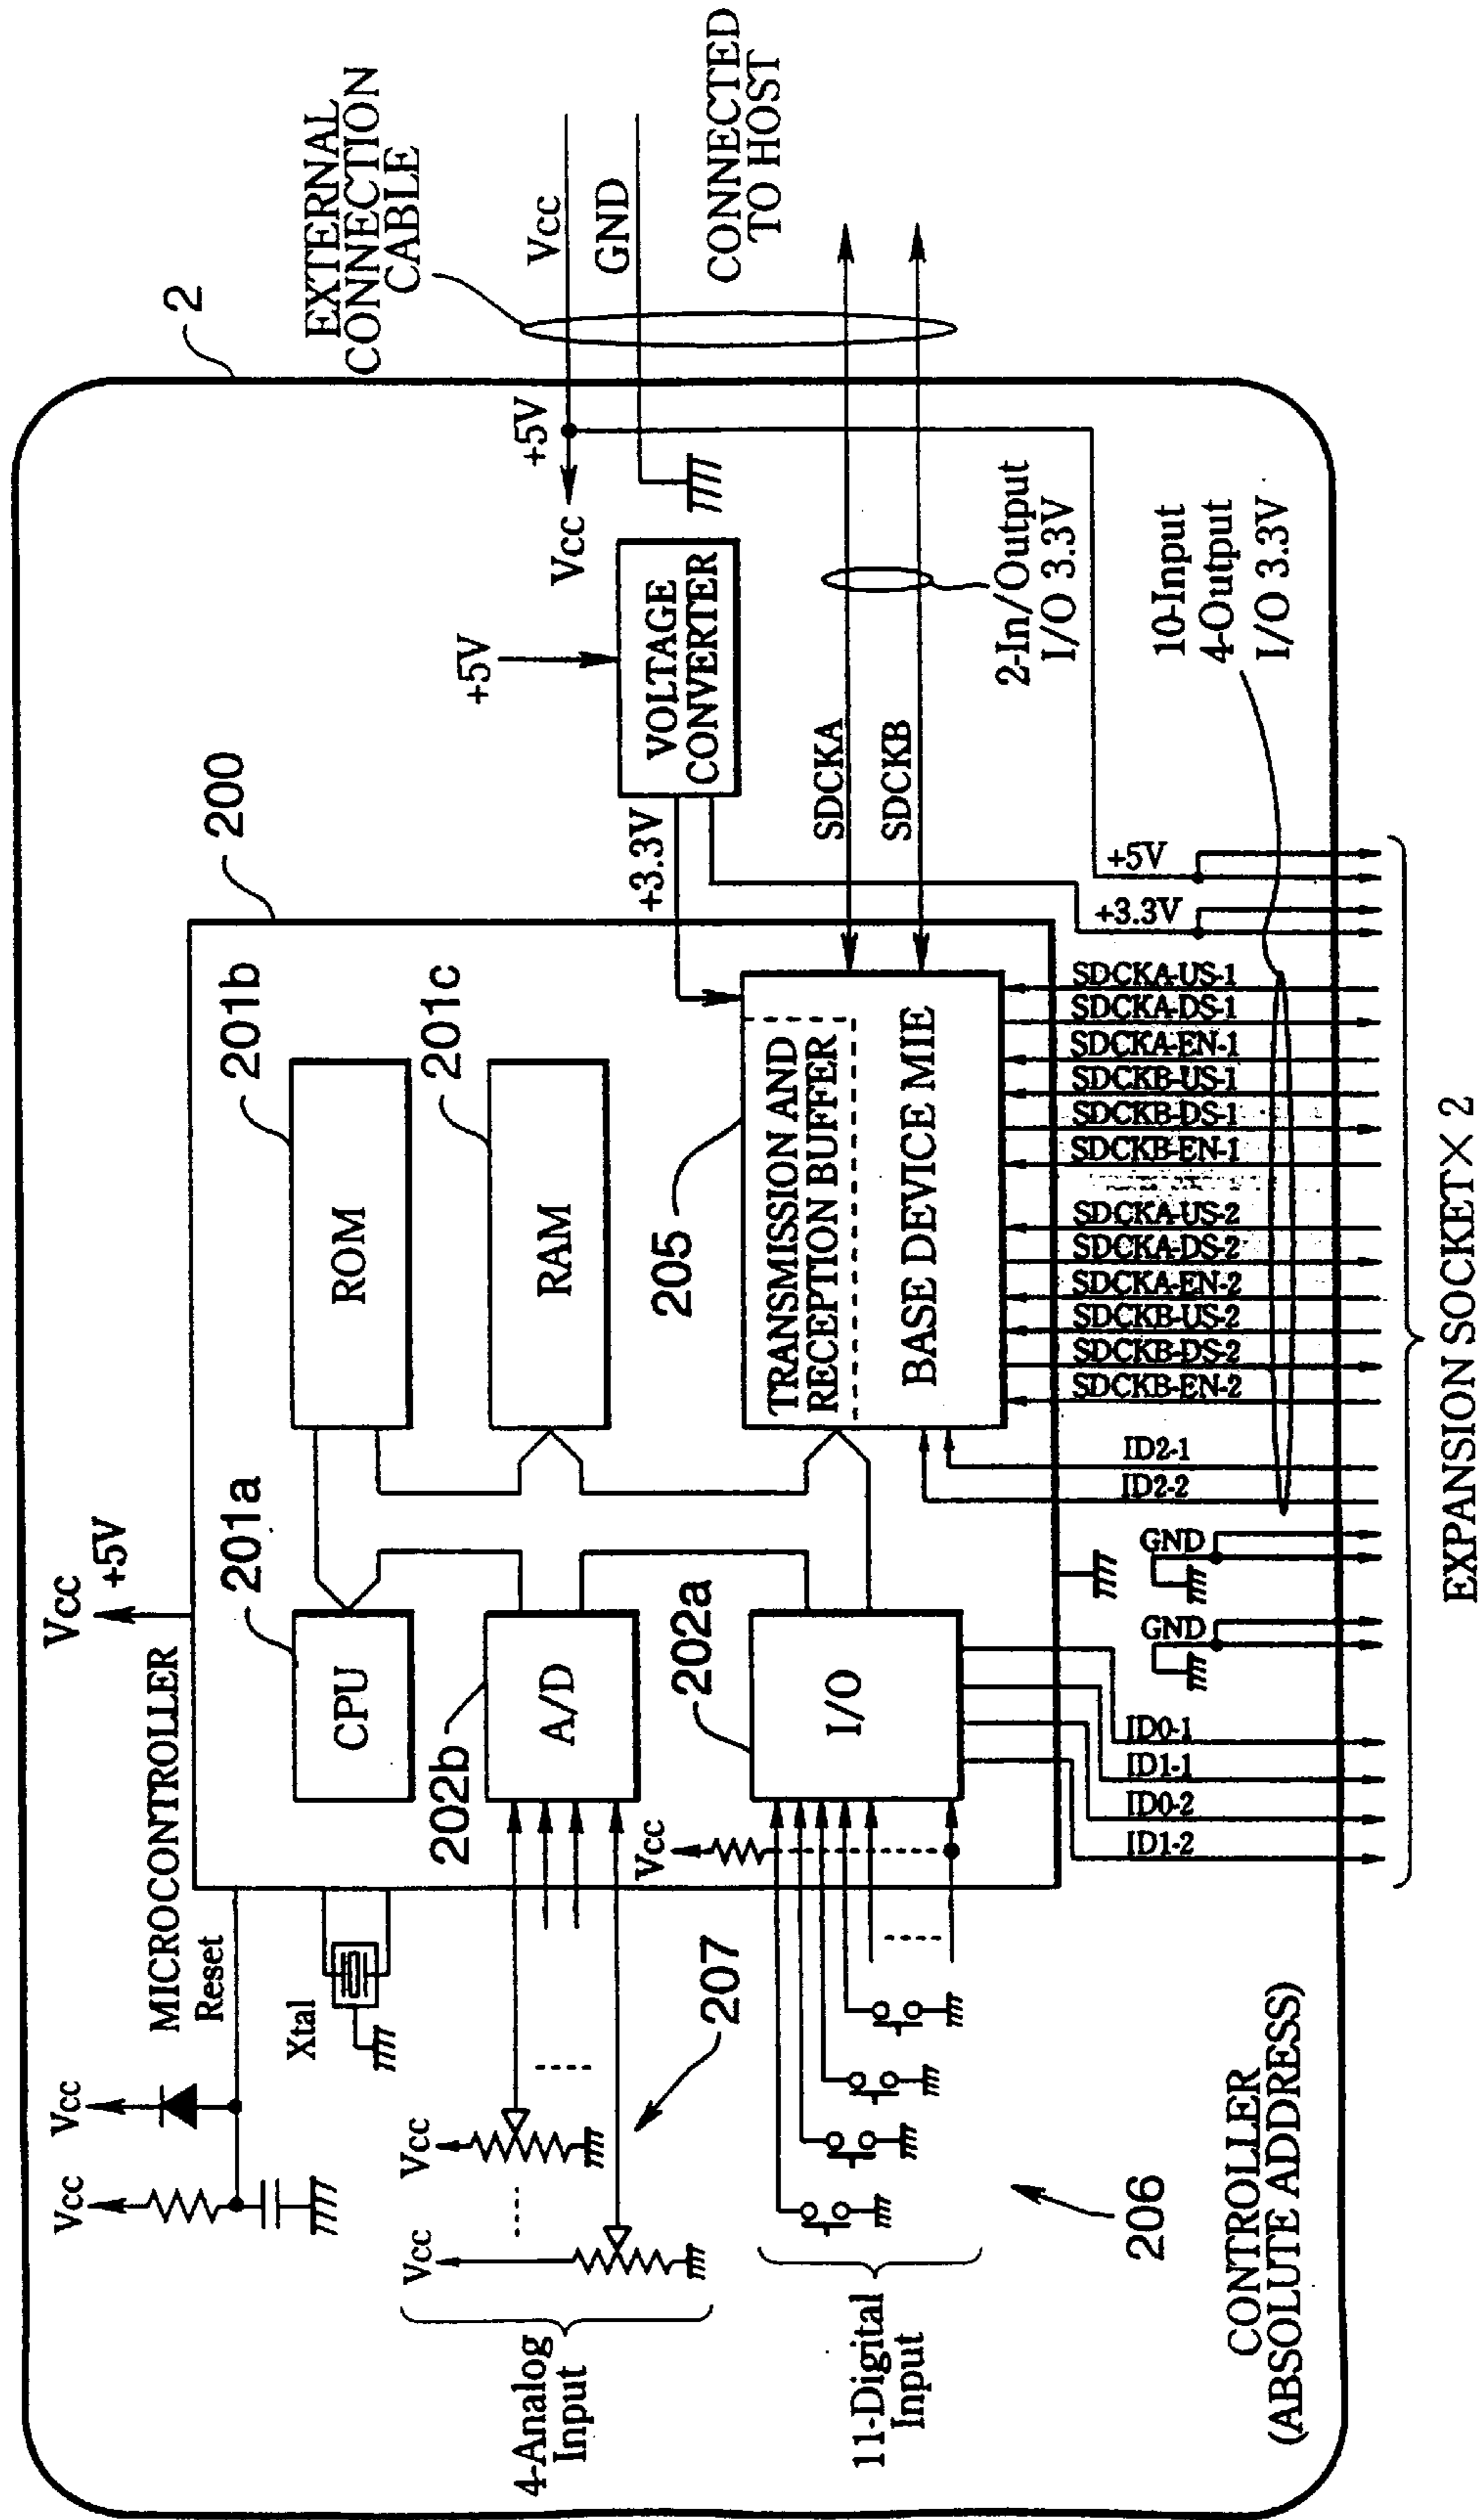 EXTERNAL
CONNECTION
CABLE
2
Vcc
GND
CONNECTED
TO HOST
+5V
Vcc
+5V
VOLTAGE
CONVERTER
+3.3V
SDCKA
SDCKB
2-In/Output
I/O 3.3V
10-Input
4-Output
I/O 3.3V
200
201b
ROM
201c
RAM
205
TRANSMISSION AND
RECEPTION BUFFER
BASE DEVICE MIE
+5V
+3.3V
SDCKA-US-1
SDCKA-DS-1
SDCKA-EN-1
SDCKB-US-1
SDCKB-DS-1
SDCKB-EN-1
SDCKA-US-2
SDCKA-DS-2
SDCKA-EN-2
SDCKB-US-2
SDCKB-DS-2
SDCKB-EN-2
ID2-1
ID2-2
GND
GND
ID0-1
ID1-1
ID0-2
ID1-2
EXPANSION SOCKET × 2
Vcc
+5V
MICROCONTROLLER
201a
CPU
202b
A/D
202a
I/O
Vcc
Reset
Xtal
Vcc
Vcc
Vcc
Vcc
207
206
4-Analog
Input
11-Digital
Input
CONTROLLER
(ABSOLUTE ADDRESS)